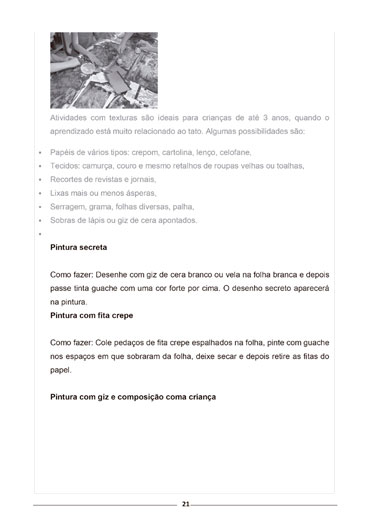 Atividades com texturas são ideais para crianças de até 3 anos, quando o
aprendizado está muito relacionado ao tato. Algumas possibilidades são:
• Papéis de vários tipos: crepom, cartolina, lenço, celofane,
• Tecidos: camurça, couro e mesmo retalhos de roupas velhas ou toalhas,
• Recortes de revistas e jornais,
• Lixas mais ou menos ásperas,
• Serragem, grama, folhas diversas, palha,
• Sobras de lápis ou giz de cera apontados.
•
Pintura secreta
Como fazer: Desenhe com giz de cera branco ou vela na folha branca e depois
passe tinta guache com uma cor forte por cima. O desenho secreto aparecerá
na pintura.
Pintura com fita crepe
Como fazer: Cole pedaços de fita crepe espalhados na folha, pinte com guache
nos espaços em que sobraram da folha, deixe secar e depois retire as fitas do
papel.
Pintura com giz e composição coma criança
21